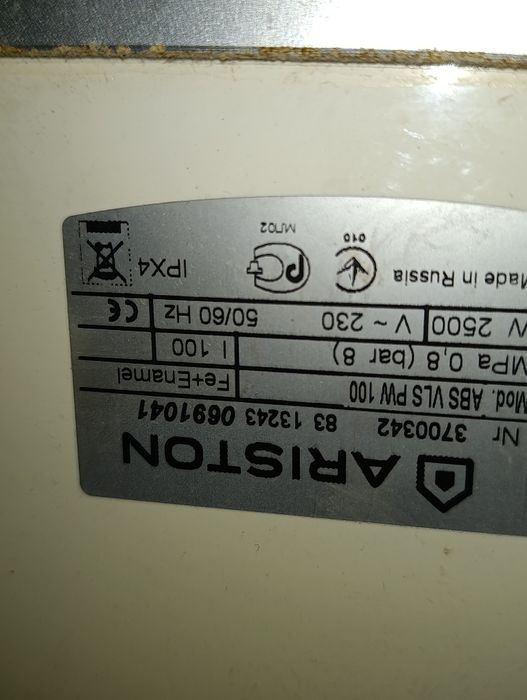 ARISTON
Nr 3700342 83 13243 0691041
Mod. ABS VLS PW 100 Fe+Enamel
MPa 0,8 (bar 8) l 100
W 2500 V ~ 230 50/60 Hz CE
Made in Russia 010 МЛ02 IPX4